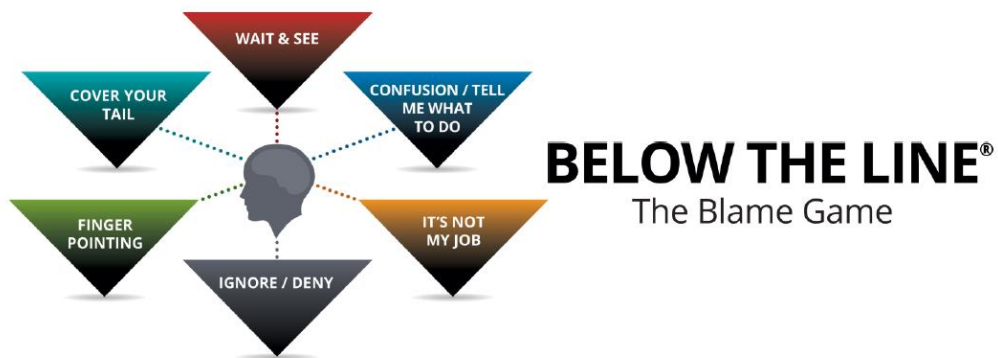 WAIT & SEE
COVER YOUR
TAIL
CONFUSION / TELL
ME WHAT
TO DO
FINGER
POINTING
IT'S NOT
MY JOB
IGNORE / DENY
BELOW THE LINE®
The Blame Game